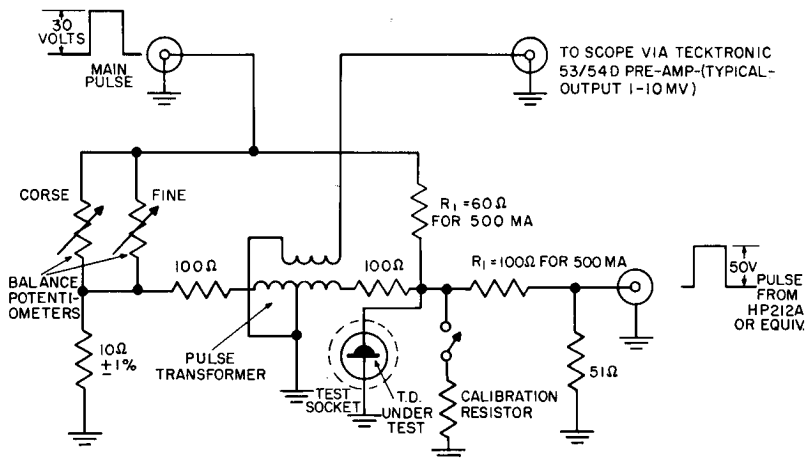 30
VOLTS
MAIN
PULSE
TO SCOPE VIA TECKTRONIC
53/54D PRE-AMP-(TYPICAL-
OUTPUT 1-10 MV)
CORSE
FINE
R1 = 60Ω
FOR 500 MA
R1 = 100Ω FOR 500 MA
50V
PULSE
FROM
HP212A
OR EQUIV.
BALANCE
POTENTI-
OMETERS
100Ω
100Ω
10Ω
±1%
PULSE
TRANSFORMER
TEST
SOCKET
T.D.
UNDER
TEST
CALIBRATION
RESISTOR
51Ω